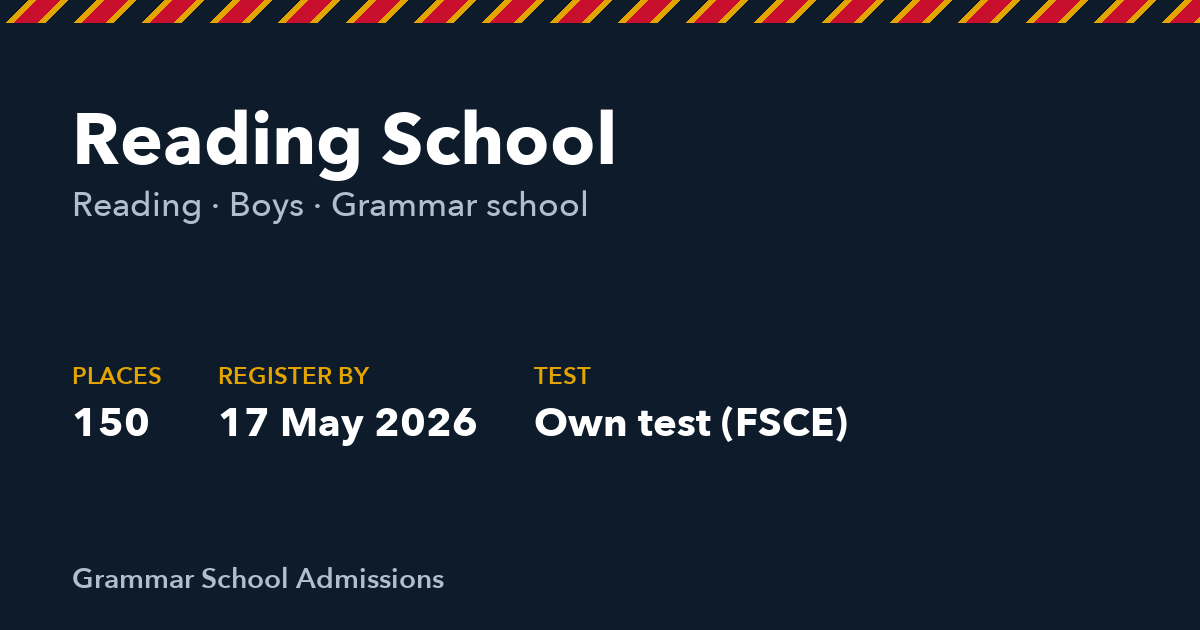 Reading School
Reading · Boys · Grammar school
PLACES
150
REGISTER BY
17 May 2026
TEST
Own test (FSCE)
Grammar School Admissions